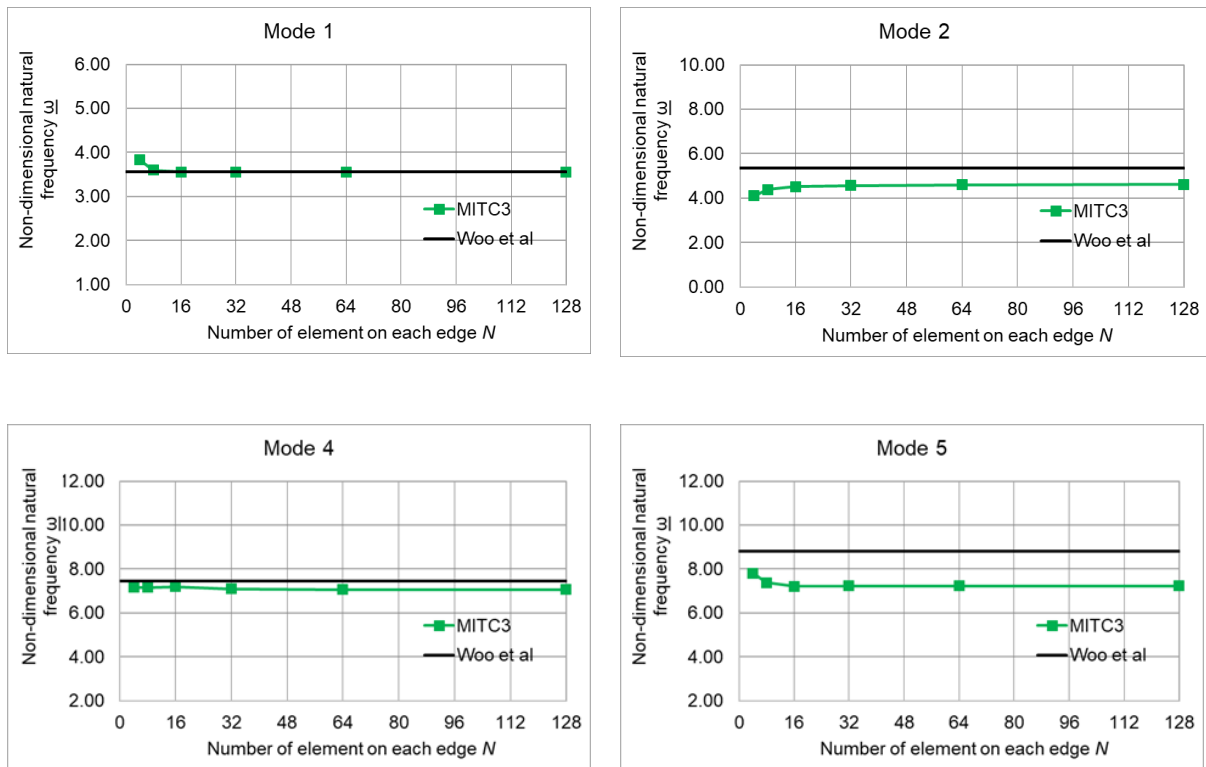 Mode 1
Non-dimensional natural
frequency ω
6.00
5.00
4.00
3.00
2.00
1.00
MITC3
Woo et al
0 16 32 48 64 80 96 112 128
Number of element on each edge N
Mode 2
Non-dimensional natural
frequency ω
10.00
8.00
6.00
4.00
2.00
0.00
MITC3
Woo et al
0 16 32 48 64 80 96 112 128
Number of element on each edge N
Mode 4
Non-dimensional natural
frequency ω
12.00
10.00
8.00
6.00
4.00
2.00
MITC3
Woo et al
0 16 32 48 64 80 96 112 128
Number of element on each edge N
Mode 5
Non-dimensional natural
frequency ω
12.00
10.00
8.00
6.00
4.00
2.00
MITC3
Woo et al
0 16 32 48 64 80 96 112 128
Number of element on each edge N